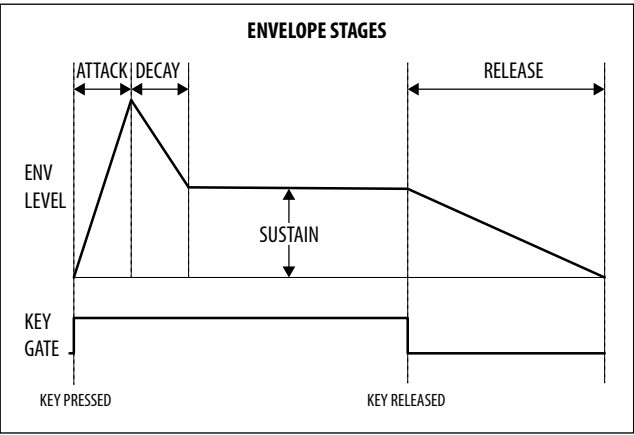 ENVELOPE STAGES
ATTACK DECAY
RELEASE
ENV
LEVEL
SUSTAIN
KEY
GATE
KEY PRESSED
KEY RELEASED